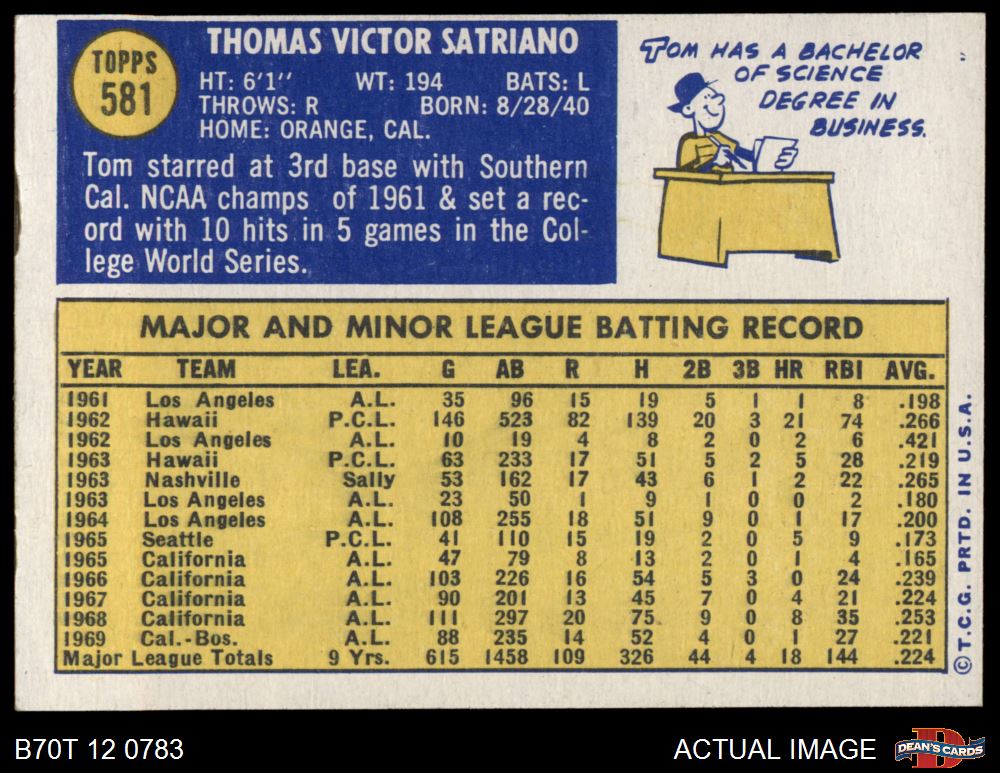 TOPPS
581
THOMAS VICTOR SATRIANO
HT: 6'1'' WT: 194 BATS: L
THROWS: R BORN: 8/28/40
HOME: ORANGE, CAL.
Tom starred at 3rd base with Southern
Cal. NCAA champs of 1961 & set a rec-
ord with 10 hits in 5 games in the Col-
lege World Series.
TOM HAS A BACHELOR
OF SCIENCE
DEGREE IN
BUSINESS.
MAJOR AND MINOR LEAGUE BATTING RECORD
YEAR TEAM LEA. G AB R H 2B 3B HR RBI AVG.
1961 Los Angeles A.L. 35 96 15 19 5 1 1 8 .198
1962 Hawaii P.C.L. 146 523 82 139 20 3 21 74 .266
1962 Los Angeles A.L. 10 19 4 8 2 0 2 6 .421
1963 Hawaii P.C.L. 63 233 17 51 5 2 5 28 .219
1963 Nashville Sally 53 162 17 43 6 1 2 22 .265
1963 Los Angeles A.L. 23 50 1 9 1 0 0 2 .180
1964 Los Angeles A.L. 108 255 18 51 9 0 1 17 .200
1965 Seattle P.C.L. 41 110 15 19 2 0 5 9 .173
1965 California A.L. 47 79 8 13 2 0 1 4 .165
1966 California A.L. 103 226 16 54 5 3 0 24 .239
1967 California A.L. 90 201 13 45 7 0 4 21 .224
1968 California A.L. 111 297 20 75 9 0 8 35 .253
1969 Cal.-Bos. A.L. 88 235 14 52 4 0 1 27 .221
Major League Totals 9 Yrs. 615 1458 109 326 44 4 18 144 .224
© T.C.G. PRTD. IN U.S.A.
B70T 12 0783
ACTUAL IMAGE
DEAN'S CARDS